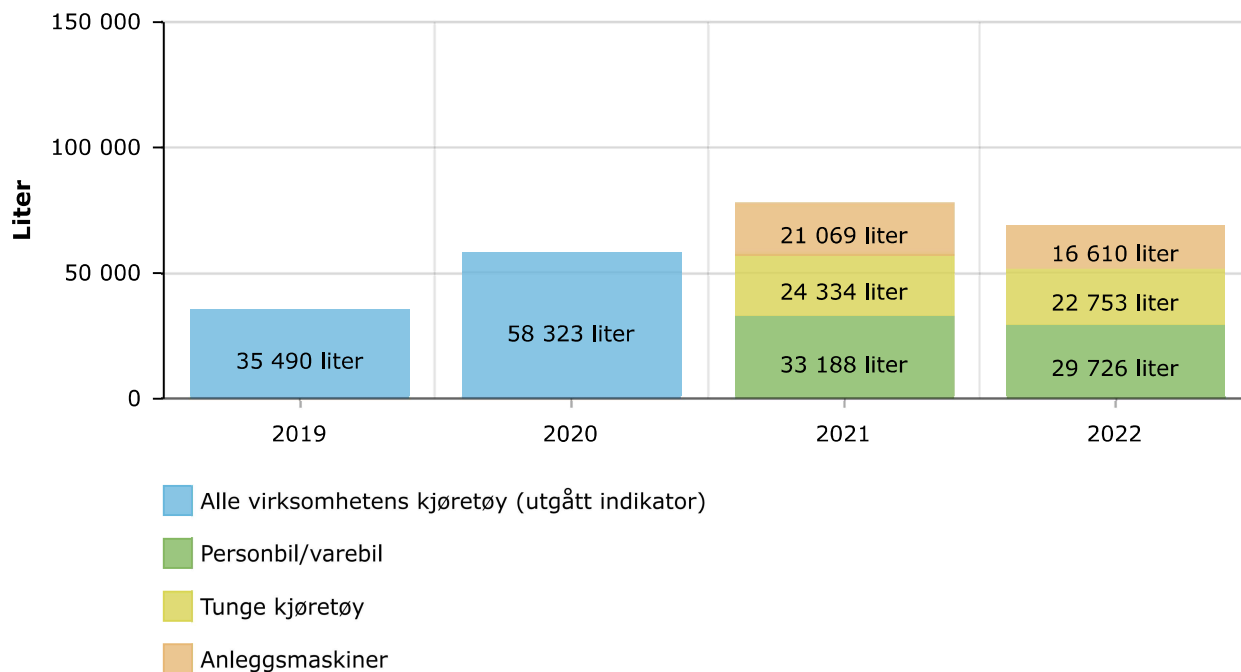 150 000
100 000
50 000
0
Liter
35 490 liter
58 323 liter
21 069 liter
24 334 liter
33 188 liter
16 610 liter
22 753 liter
29 726 liter
2019
2020
2021
2022
Alle virksomhetens kjøretøy (utgått indikator)
Personbil/varebil
Tunge kjøretøy
Anleggsmaskiner